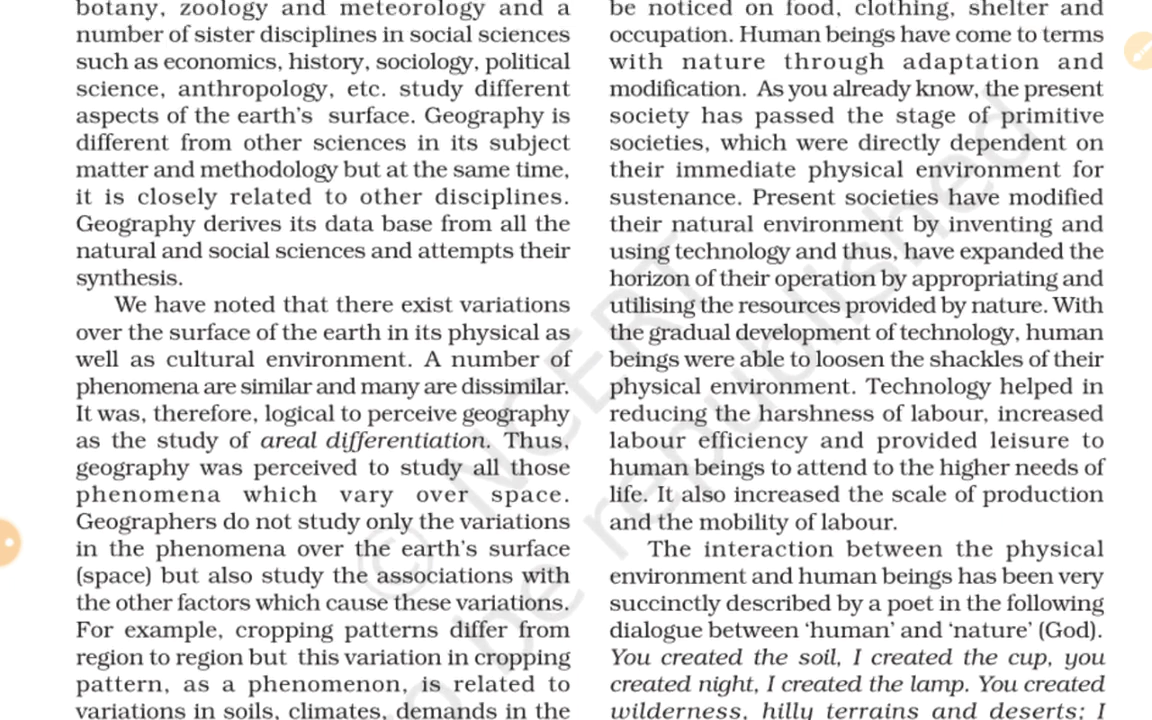 botany, zoology and meteorology and a
number of sister disciplines in social sciences
such as economics, history, sociology, political
science, anthropology, etc. study different
aspects of the earth's surface. Geography is
different from other sciences in its subject
matter and methodology but at the same time,
it is closely related to other disciplines.
Geography derives its data base from all the
natural and social sciences and attempts their
synthesis.
We have noted that there exist variations
over the surface of the earth in its physical as
well as cultural environment. A number of
phenomena are similar and many are dissimilar.
It was, therefore, logical to perceive geography
as the study of areal differentiation. Thus,
geography was perceived to study all those
phenomena which vary over space.
Geographers do not study only the variations
in the phenomena over the earth's surface
(space) but also study the associations with
the other factors which cause these variations.
For example, cropping patterns differ from
region to region but this variation in cropping
pattern, as a phenomenon, is related to
variations in soils, climates, demands in the
be noticed on food, clothing, shelter and
occupation. Human beings have come to terms
with nature through adaptation and
modification. As you already know, the present
society has passed the stage of primitive
societies, which were directly dependent on
their immediate physical environment for
sustenance. Present societies have modified
their natural environment by inventing and
using technology and thus, have expanded the
horizon of their operation by appropriating and
utilising the resources provided by nature. With
the gradual development of technology, human
beings were able to loosen the shackles of their
physical environment. Technology helped in
reducing the harshness of labour, increased
labour efficiency and provided leisure to
human beings to attend to the higher needs of
life. It also increased the scale of production
and the mobility of labour.
The interaction between the physical
environment and human beings has been very
succinctly described by a poet in the following
dialogue between 'human' and 'nature' (God).
You created the soil, I created the cup, you
created night, I created the lamp. You created
wilderness, hilly terrains and deserts; I
© NCERT
be republished